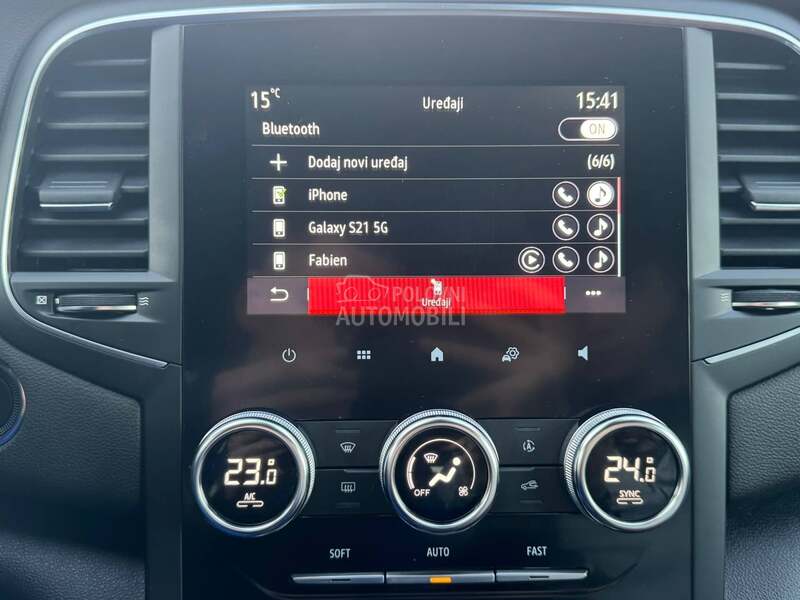 15°C Uređaji 15:41
Bluetooth ON
Dodaj novi uređaj (6/6)
iPhone
Galaxy S21 5G
Fabien
Uređaji
POLOVNI
AUTOMOBILI
23.0 A/C
OFF
24.0 SYNC
SOFT AUTO FAST